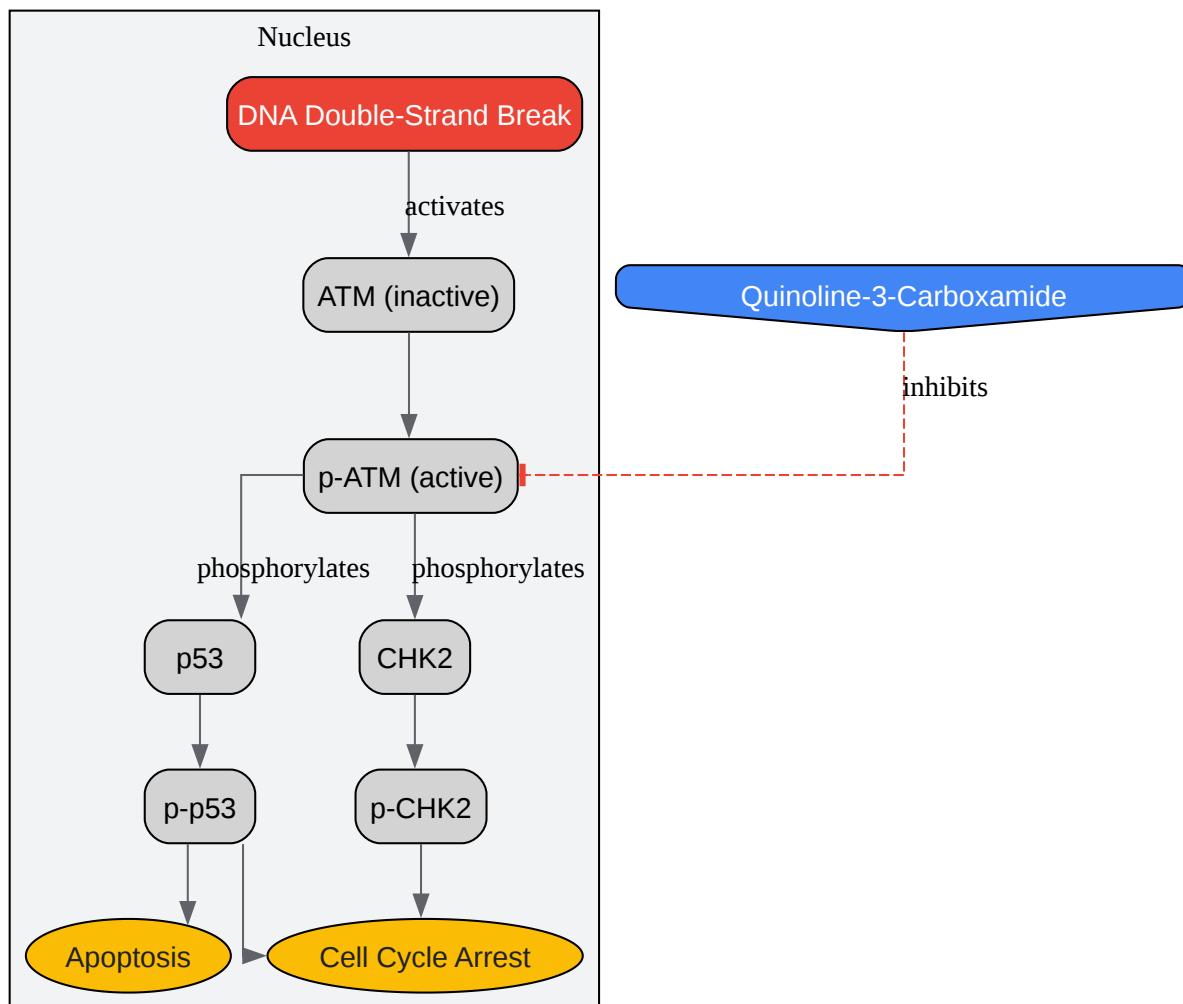 Nucleus
DNA Double-Strand Break
activates
ATM (inactive)
Quinoline-3-Carboxamide
inhibits
p-ATM (active)
phosphorylates
phosphorylates
p53
CHK2
p-p53
p-CHK2
Apoptosis
Cell Cycle Arrest